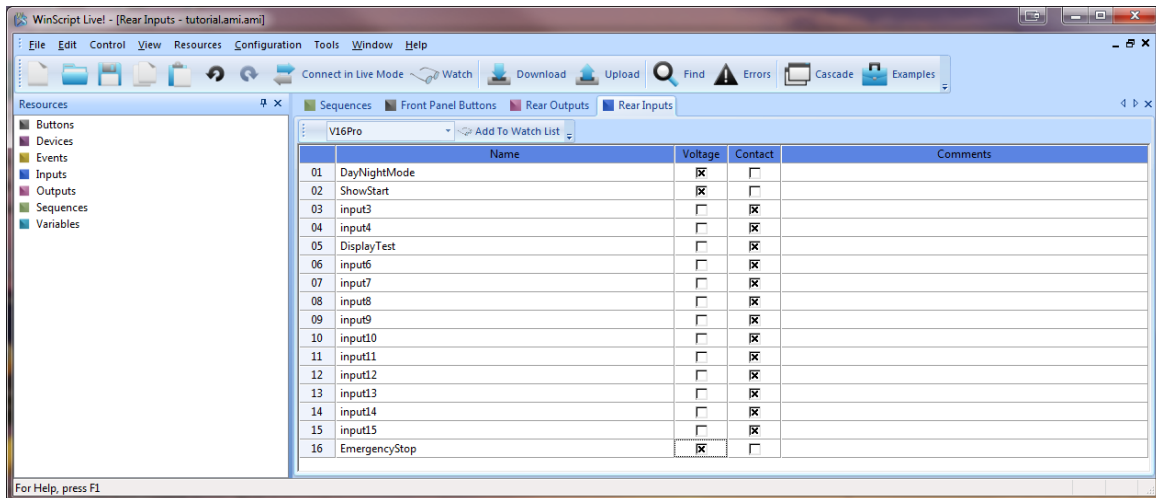 WinScript Live! - [Rear Inputs - tutorial.ami.ami]
File Edit Control View Resources Configuration Tools Window Help
Connect in Live Mode Watch Download Upload Find Errors Cascade Examples
Resources
Buttons
Devices
Events
Inputs
Outputs
Sequences
Variables
Sequences Front Panel Buttons Rear Outputs Rear Inputs
V16Pro Add To Watch List
Name Voltage Contact Comments
01 DayNightMode
02 ShowStart
03 input3
04 input4
05 DisplayTest
06 input6
07 input7
08 input8
09 input9
10 input10
11 input11
12 input12
13 input13
14 input14
15 input15
16 EmergencyStop
For Help, press F1